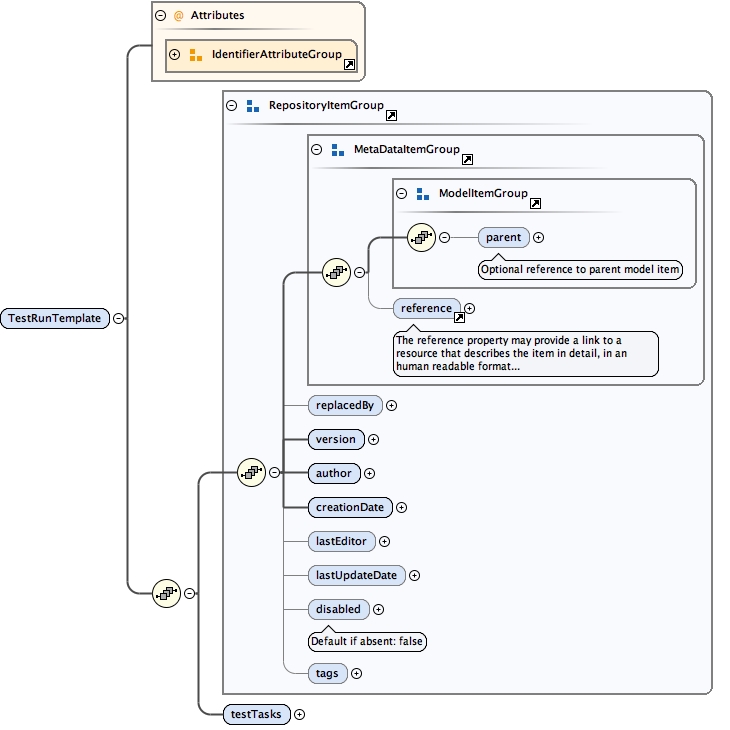 @ Attributes
IdentifierAttributeGroup
RepositoryItemGroup
MetaDataItemGroup
ModelItemGroup
parent
Optional reference to parent model item
reference
The reference property may provide a link to a
resource that describes the item in detail, in an
human readable format...
TestRunTemplate
replacedBy
version
author
creationDate
lastEditor
lastUpdateDate
disabled
Default if absent: false
tags
testTasks